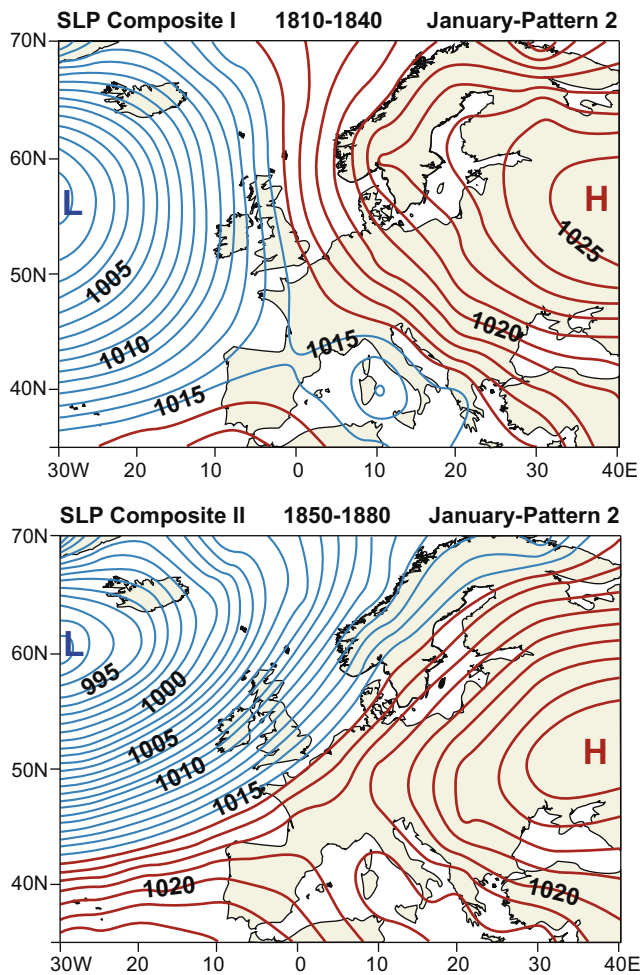 SLP Composite I 1810-1840 January-Pattern 2
70N
60N
L
H
1025
50N
1005
1020
1010
1015
40N
1015
30W 20 10 0 10 20 30 40E
SLP Composite II 1850-1880 January-Pattern 2
70N
60N
L
995
1000
1005
H
50N
1010
1015
40N
1020
1020
30W 20 10 0 10 20 30 40E